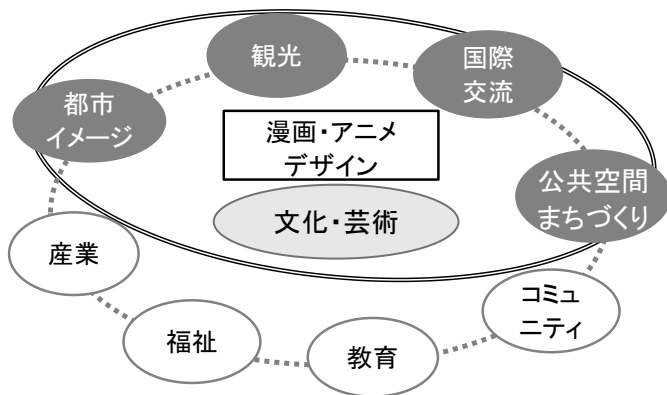 観光
国際
交流
都市
イメージ
漫画・アニメ
デザイン
公共空間
まちづくり
文化・芸術
産業
コミュ
ニティ
福祉
教育